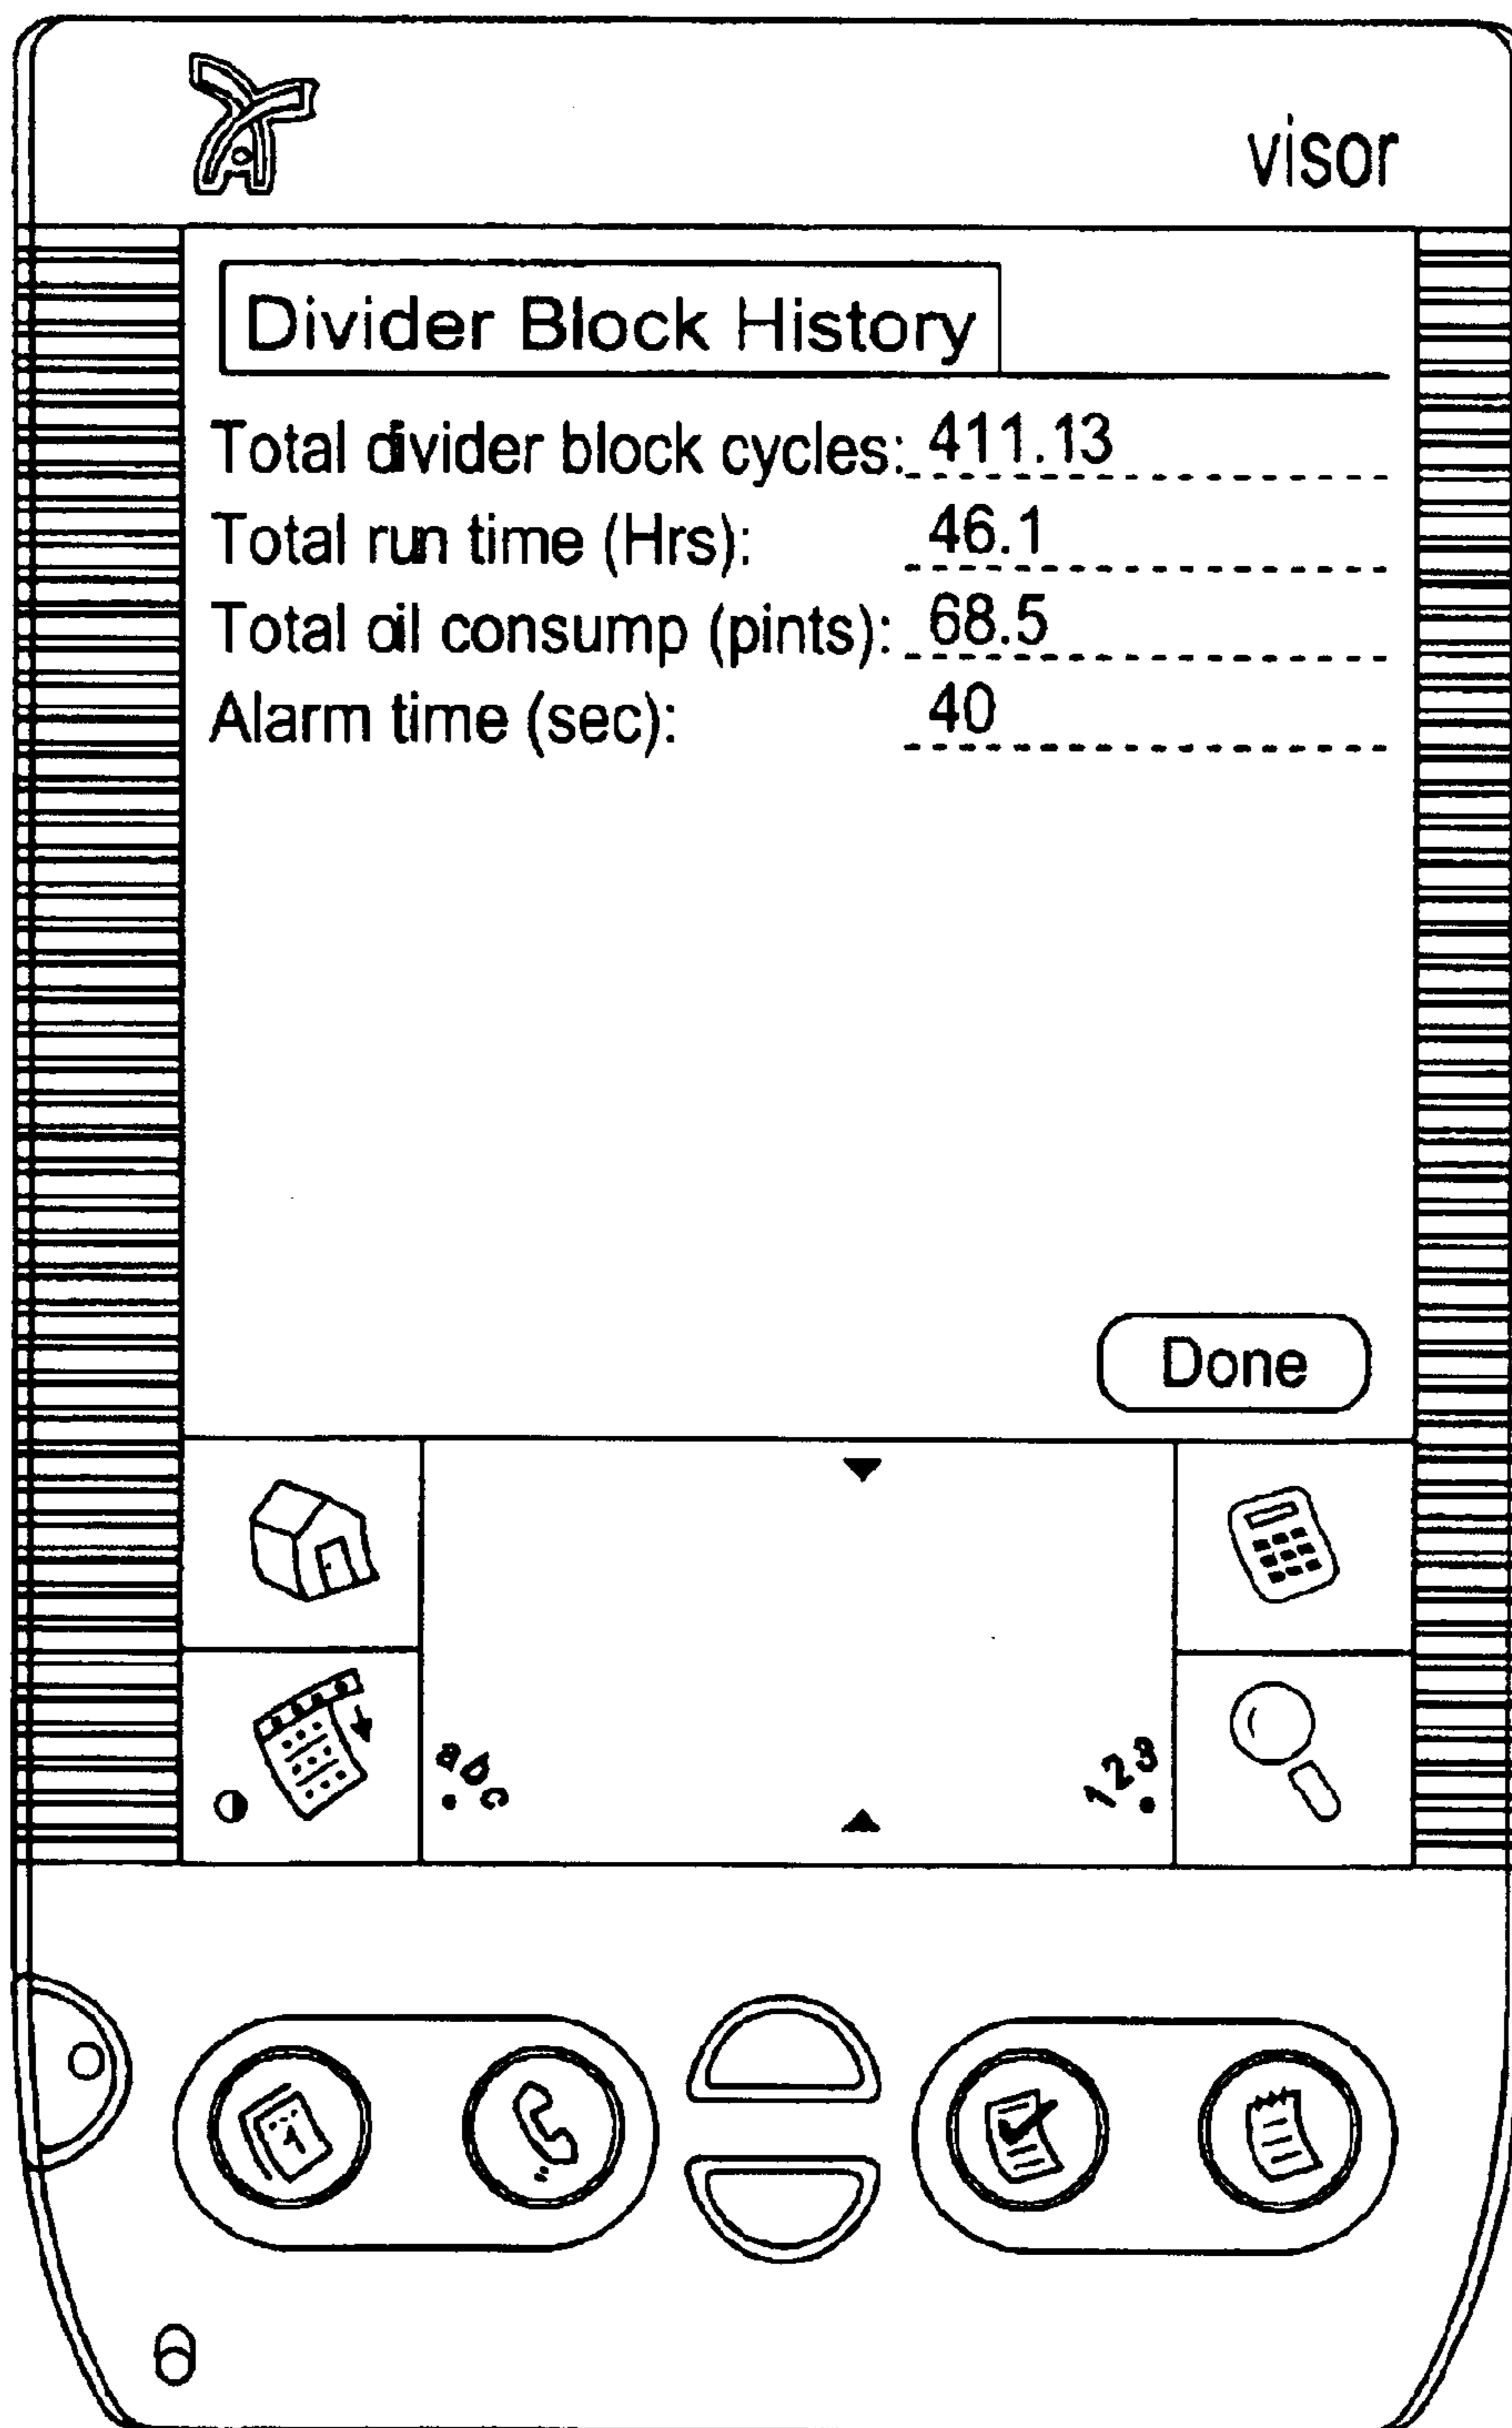 visor
Divider Block History
Total divider block cycles: 411.13
Total run time (Hrs): 46.1
Total oil consump (pints): 68.5
Alarm time (sec): 40
Done
abc
123
1